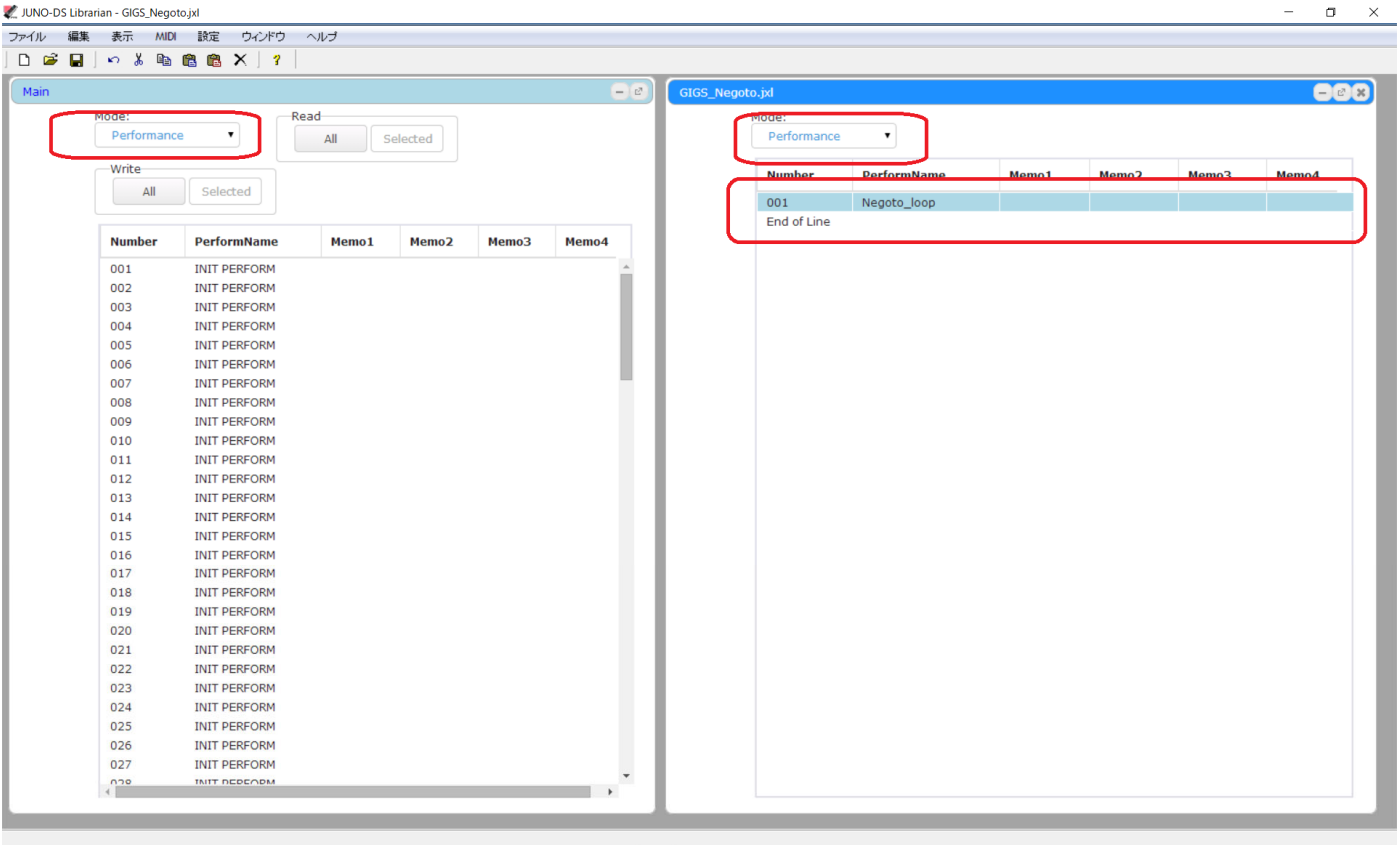 JUNO-DS Librarian - GIGS_Negoto.jxl
ファイル 編集 表示 MIDI 設定 ウィンドウ ヘルプ
Main
Mode:
Performance
Read
All Selected
Write
All Selected
Number PerformName Memo1 Memo2 Memo3 Memo4
001 INIT PERFORM
002 INIT PERFORM
003 INIT PERFORM
004 INIT PERFORM
005 INIT PERFORM
006 INIT PERFORM
007 INIT PERFORM
008 INIT PERFORM
009 INIT PERFORM
010 INIT PERFORM
011 INIT PERFORM
012 INIT PERFORM
013 INIT PERFORM
014 INIT PERFORM
015 INIT PERFORM
016 INIT PERFORM
017 INIT PERFORM
018 INIT PERFORM
019 INIT PERFORM
020 INIT PERFORM
021 INIT PERFORM
022 INIT PERFORM
023 INIT PERFORM
024 INIT PERFORM
025 INIT PERFORM
026 INIT PERFORM
027 INIT PERFORM
028 INIT PERFORM
GIGS_Negoto.jxl
Mode:
Performance
Number PerformName Memo1 Memo2 Memo3 Memo4
001 Negoto_loop
End of Line